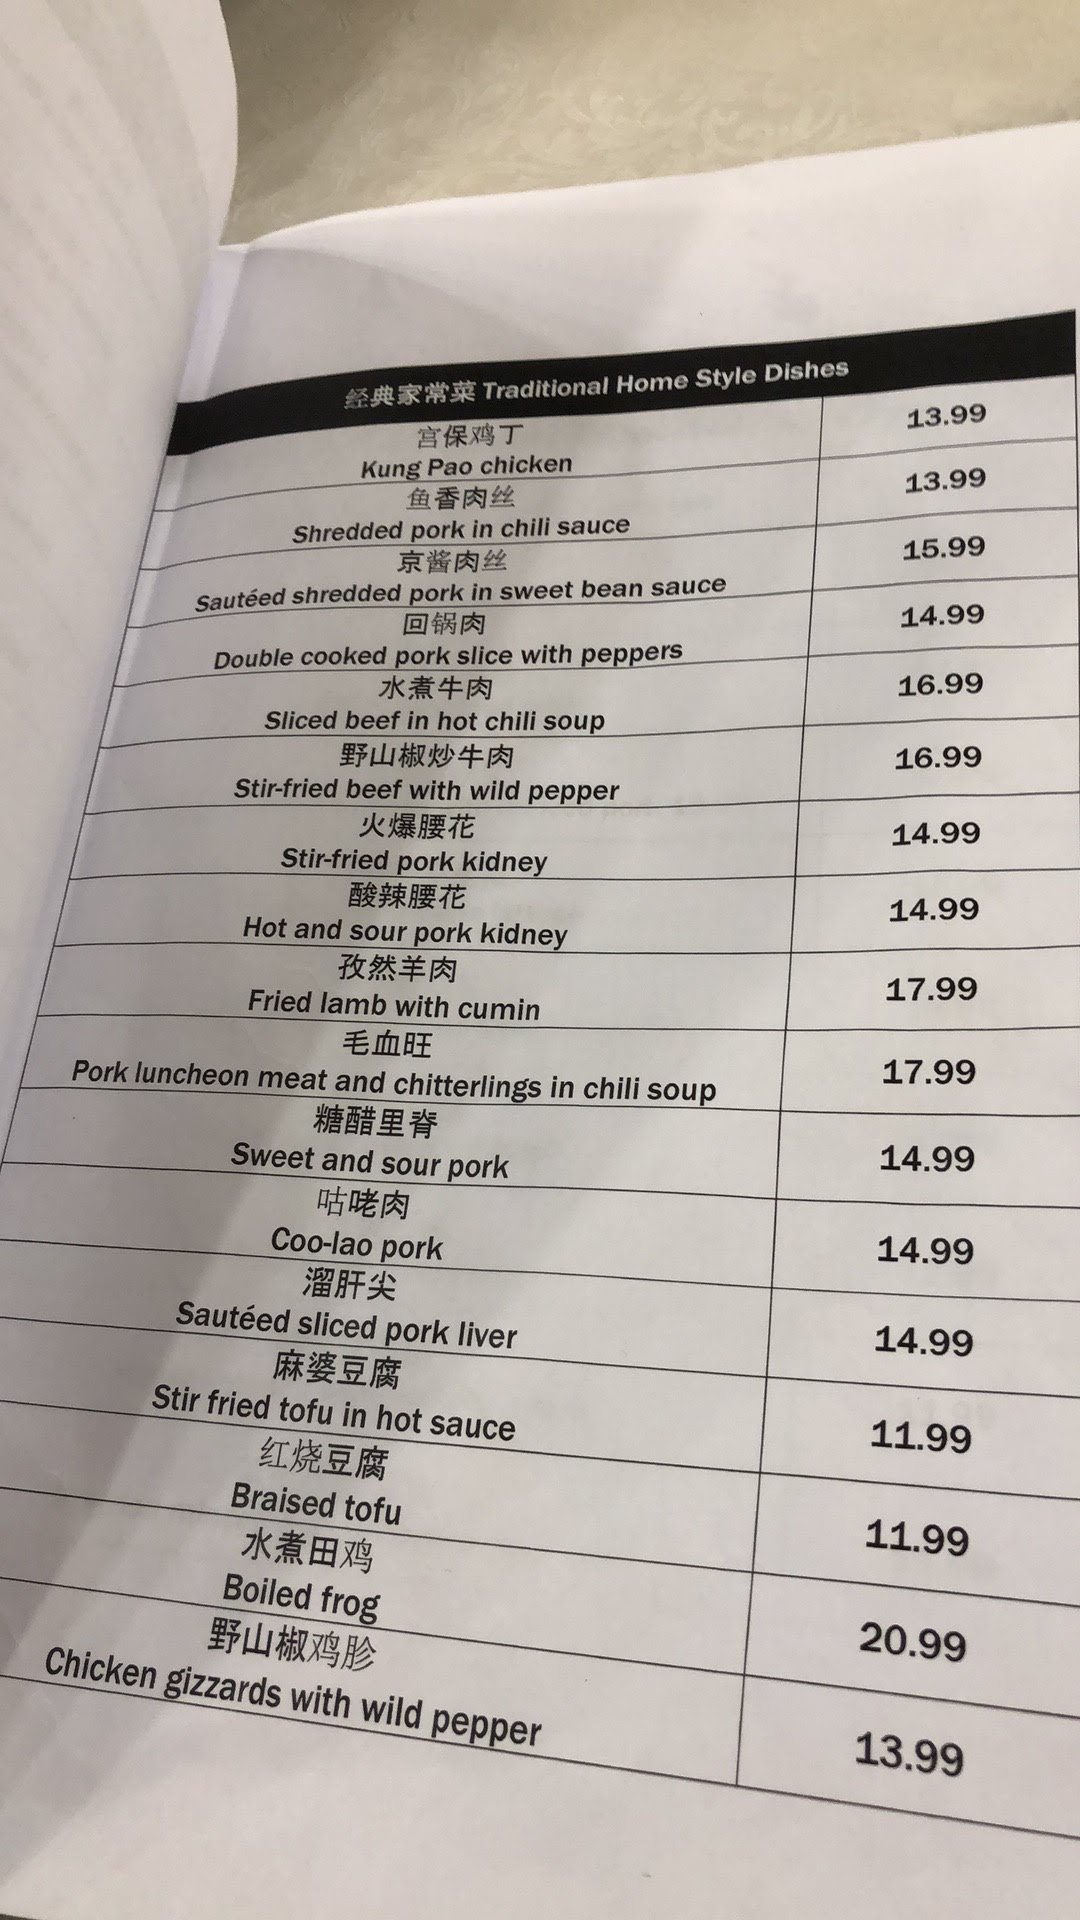 经典家常菜 Traditional Home Style Dishes
宫保鸡丁
Kung Pao chicken
13.99
鱼香肉丝
Shredded pork in chili sauce
13.99
京酱肉丝
Sautéed shredded pork in sweet bean sauce
15.99
回锅肉
Double cooked pork slice with peppers
14.99
水煮牛肉
Sliced beef in hot chili soup
16.99
野山椒炒牛肉
Stir-fried beef with wild pepper
16.99
火爆腰花
Stir-fried pork kidney
14.99
酸辣腰花
Hot and sour pork kidney
14.99
孜然羊肉
Fried lamb with cumin
17.99
毛血旺
Pork luncheon meat and chitterlings in chili soup
17.99
糖醋里脊
Sweet and sour pork
14.99
咕咾肉
Coo-lao pork
14.99
溜肝尖
Sautéed sliced pork liver
14.99
麻婆豆腐
Stir fried tofu in hot sauce
11.99
红烧豆腐
Braised tofu
11.99
水煮田鸡
Boiled frog
20.99
野山椒鸡胗
Chicken gizzards with wild pepper
13.99